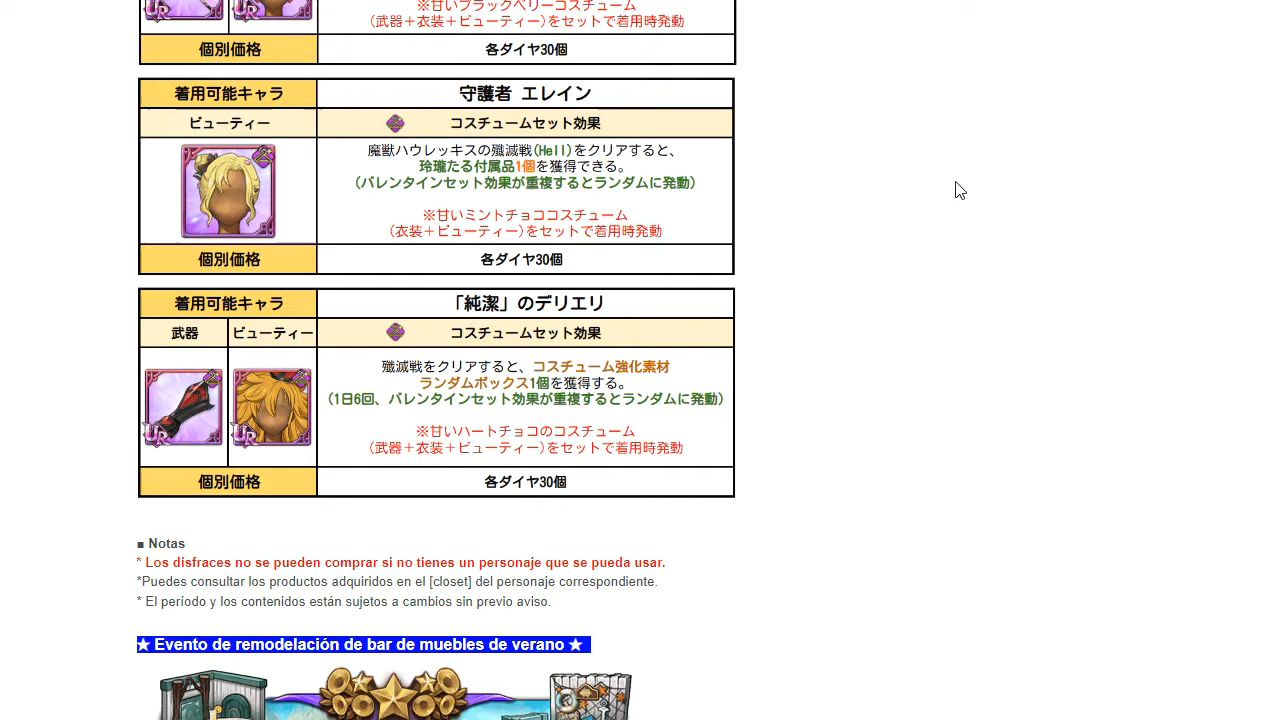 UR UR
※甘いブラックベリーコスチューム
(武器＋衣装＋ビューティー)をセットで着用時発動
個別価格 各ダイヤ30個
着用可能キャラ 守護者 エレイン
ビューティー コスチュームセット効果
魔獣ハウレッキスの殲滅戦(Hell)をクリアすると、
玲瓏たる付属品1個を獲得できる。
(バレンタインセット効果が重複するとランダムに発動)
※甘いミントチョココスチューム
(衣装＋ビューティー)をセットで着用時発動
個別価格 各ダイヤ30個
着用可能キャラ 「純潔」のデリエリ
武器 ビューティー コスチュームセット効果
殲滅戦をクリアすると、コスチューム強化素材
ランダムボックス1個を獲得する。
(1日6回、バレンタインセット効果が重複するとランダムに発動)
UR UR
※甘いハートチョコのコスチューム
(武器＋衣装＋ビューティー)をセットで着用時発動
個別価格 各ダイヤ30個
■ Notas
* Los disfraces no se pueden comprar si no tienes un personaje que se pueda usar.
*Puedes consultar los productos adquiridos en el [closet] del personaje correspondiente.
* El período y los contenidos están sujetos a cambios sin previo aviso.
★ Evento de remodelación de bar de muebles de verano ★